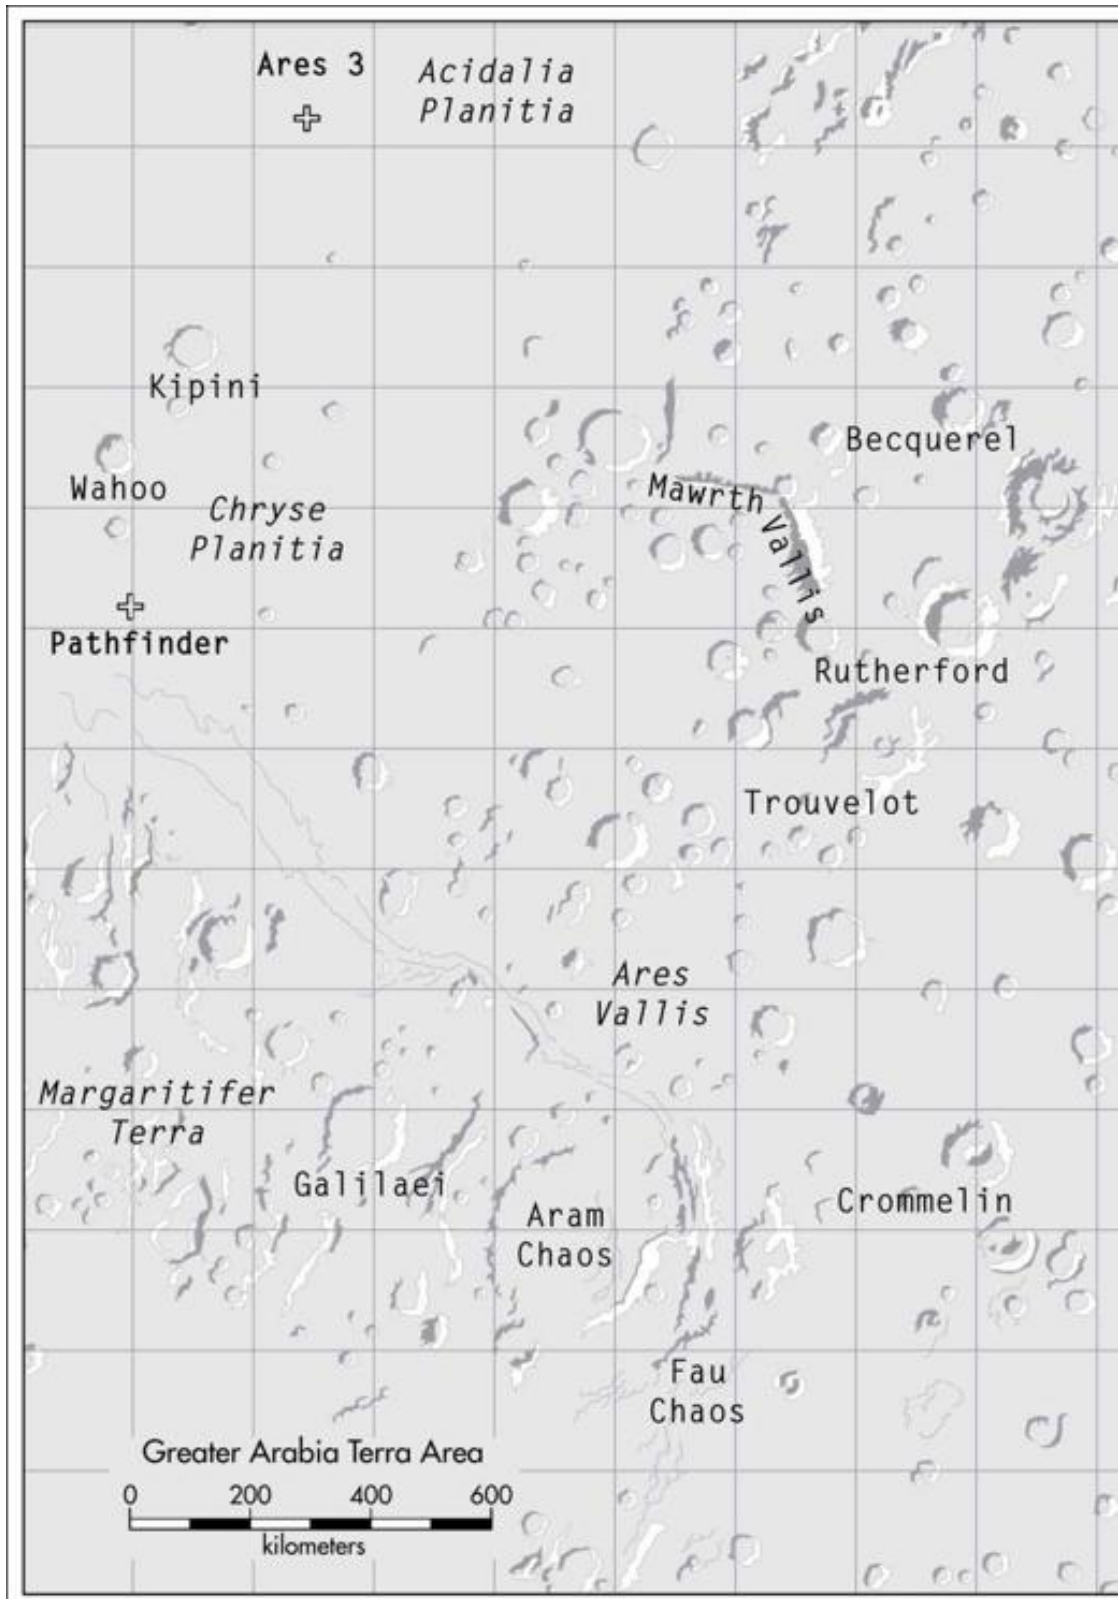 Ares 3
Acidalia
Planitia
Kipini
Becquerel
Wahoo
Mawrth Vallis
Chryse
Planitia
Pathfinder
Rutherford
Trouvelot
Ares
Vallis
Margaritifer
Terra
Galilaei
Crommelin
Aram
Chaos
Fau
Chaos
Greater Arabia Terra Area
0 200 400 600
kilometers